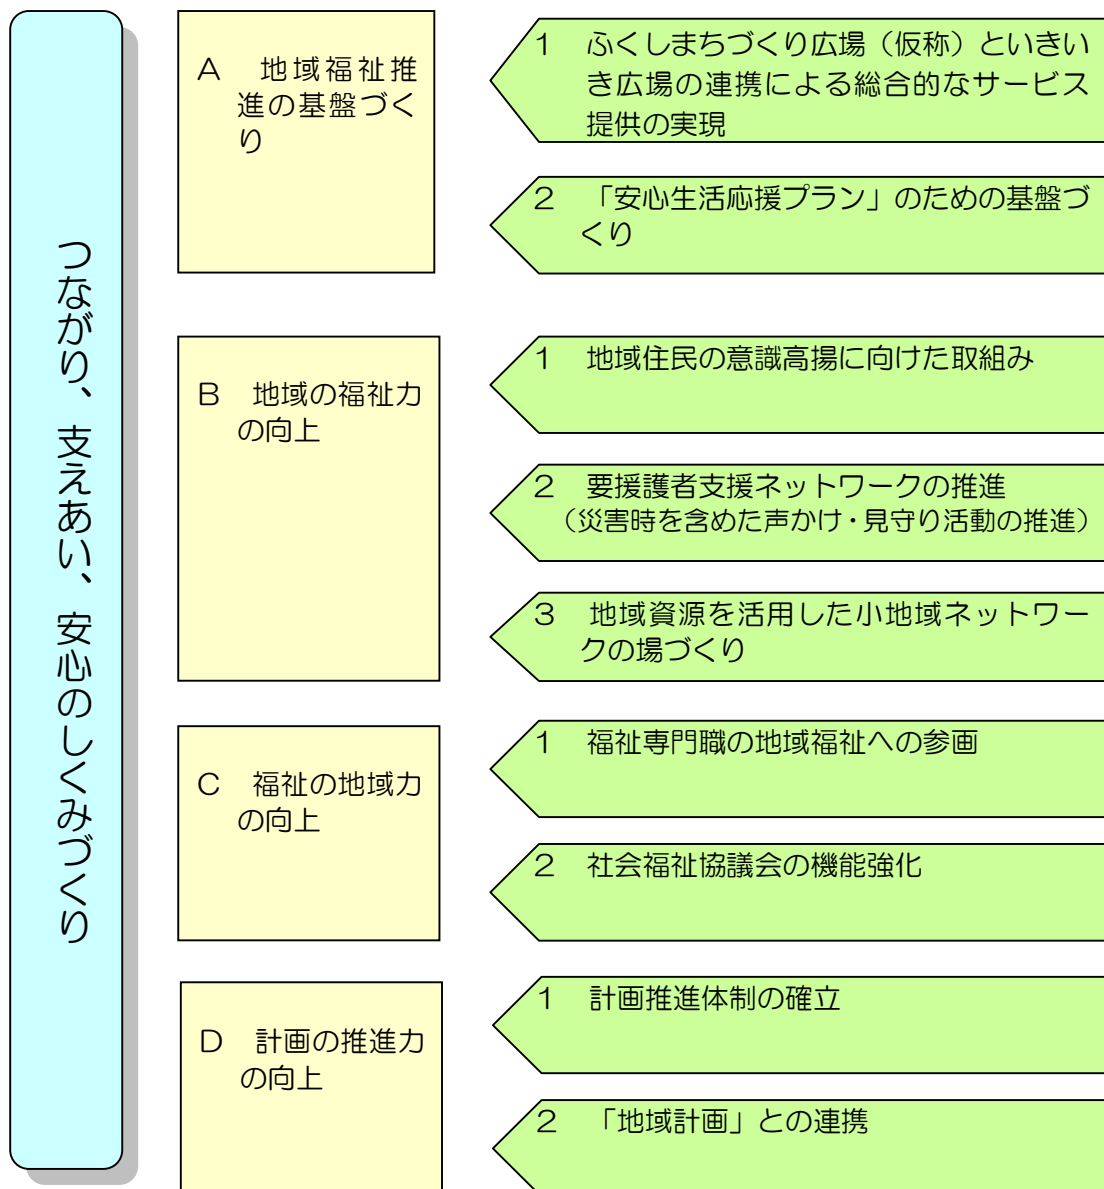 つながり、支えあい、安心のしくみづくり
A　地域福祉推
進の基盤づく
り
1　ふくしまちづくり広場（仮称）といきい
き広場の連携による総合的なサービス
提供の実現
2　「安心生活応援プラン」のための基盤づ
くり
B　地域の福祉力
の向上
1　地域住民の意識高揚に向けた取組み
2　要援護者支援ネットワークの推進
（災害時を含めた声かけ・見守り活動の推進）
3　地域資源を活用した小地域ネットワー
クの場づくり
C　福祉の地域力
の向上
1　福祉専門職の地域福祉への参画
2　社会福祉協議会の機能強化
D　計画の推進力
の向上
1　計画推進体制の確立
2　「地域計画」との連携